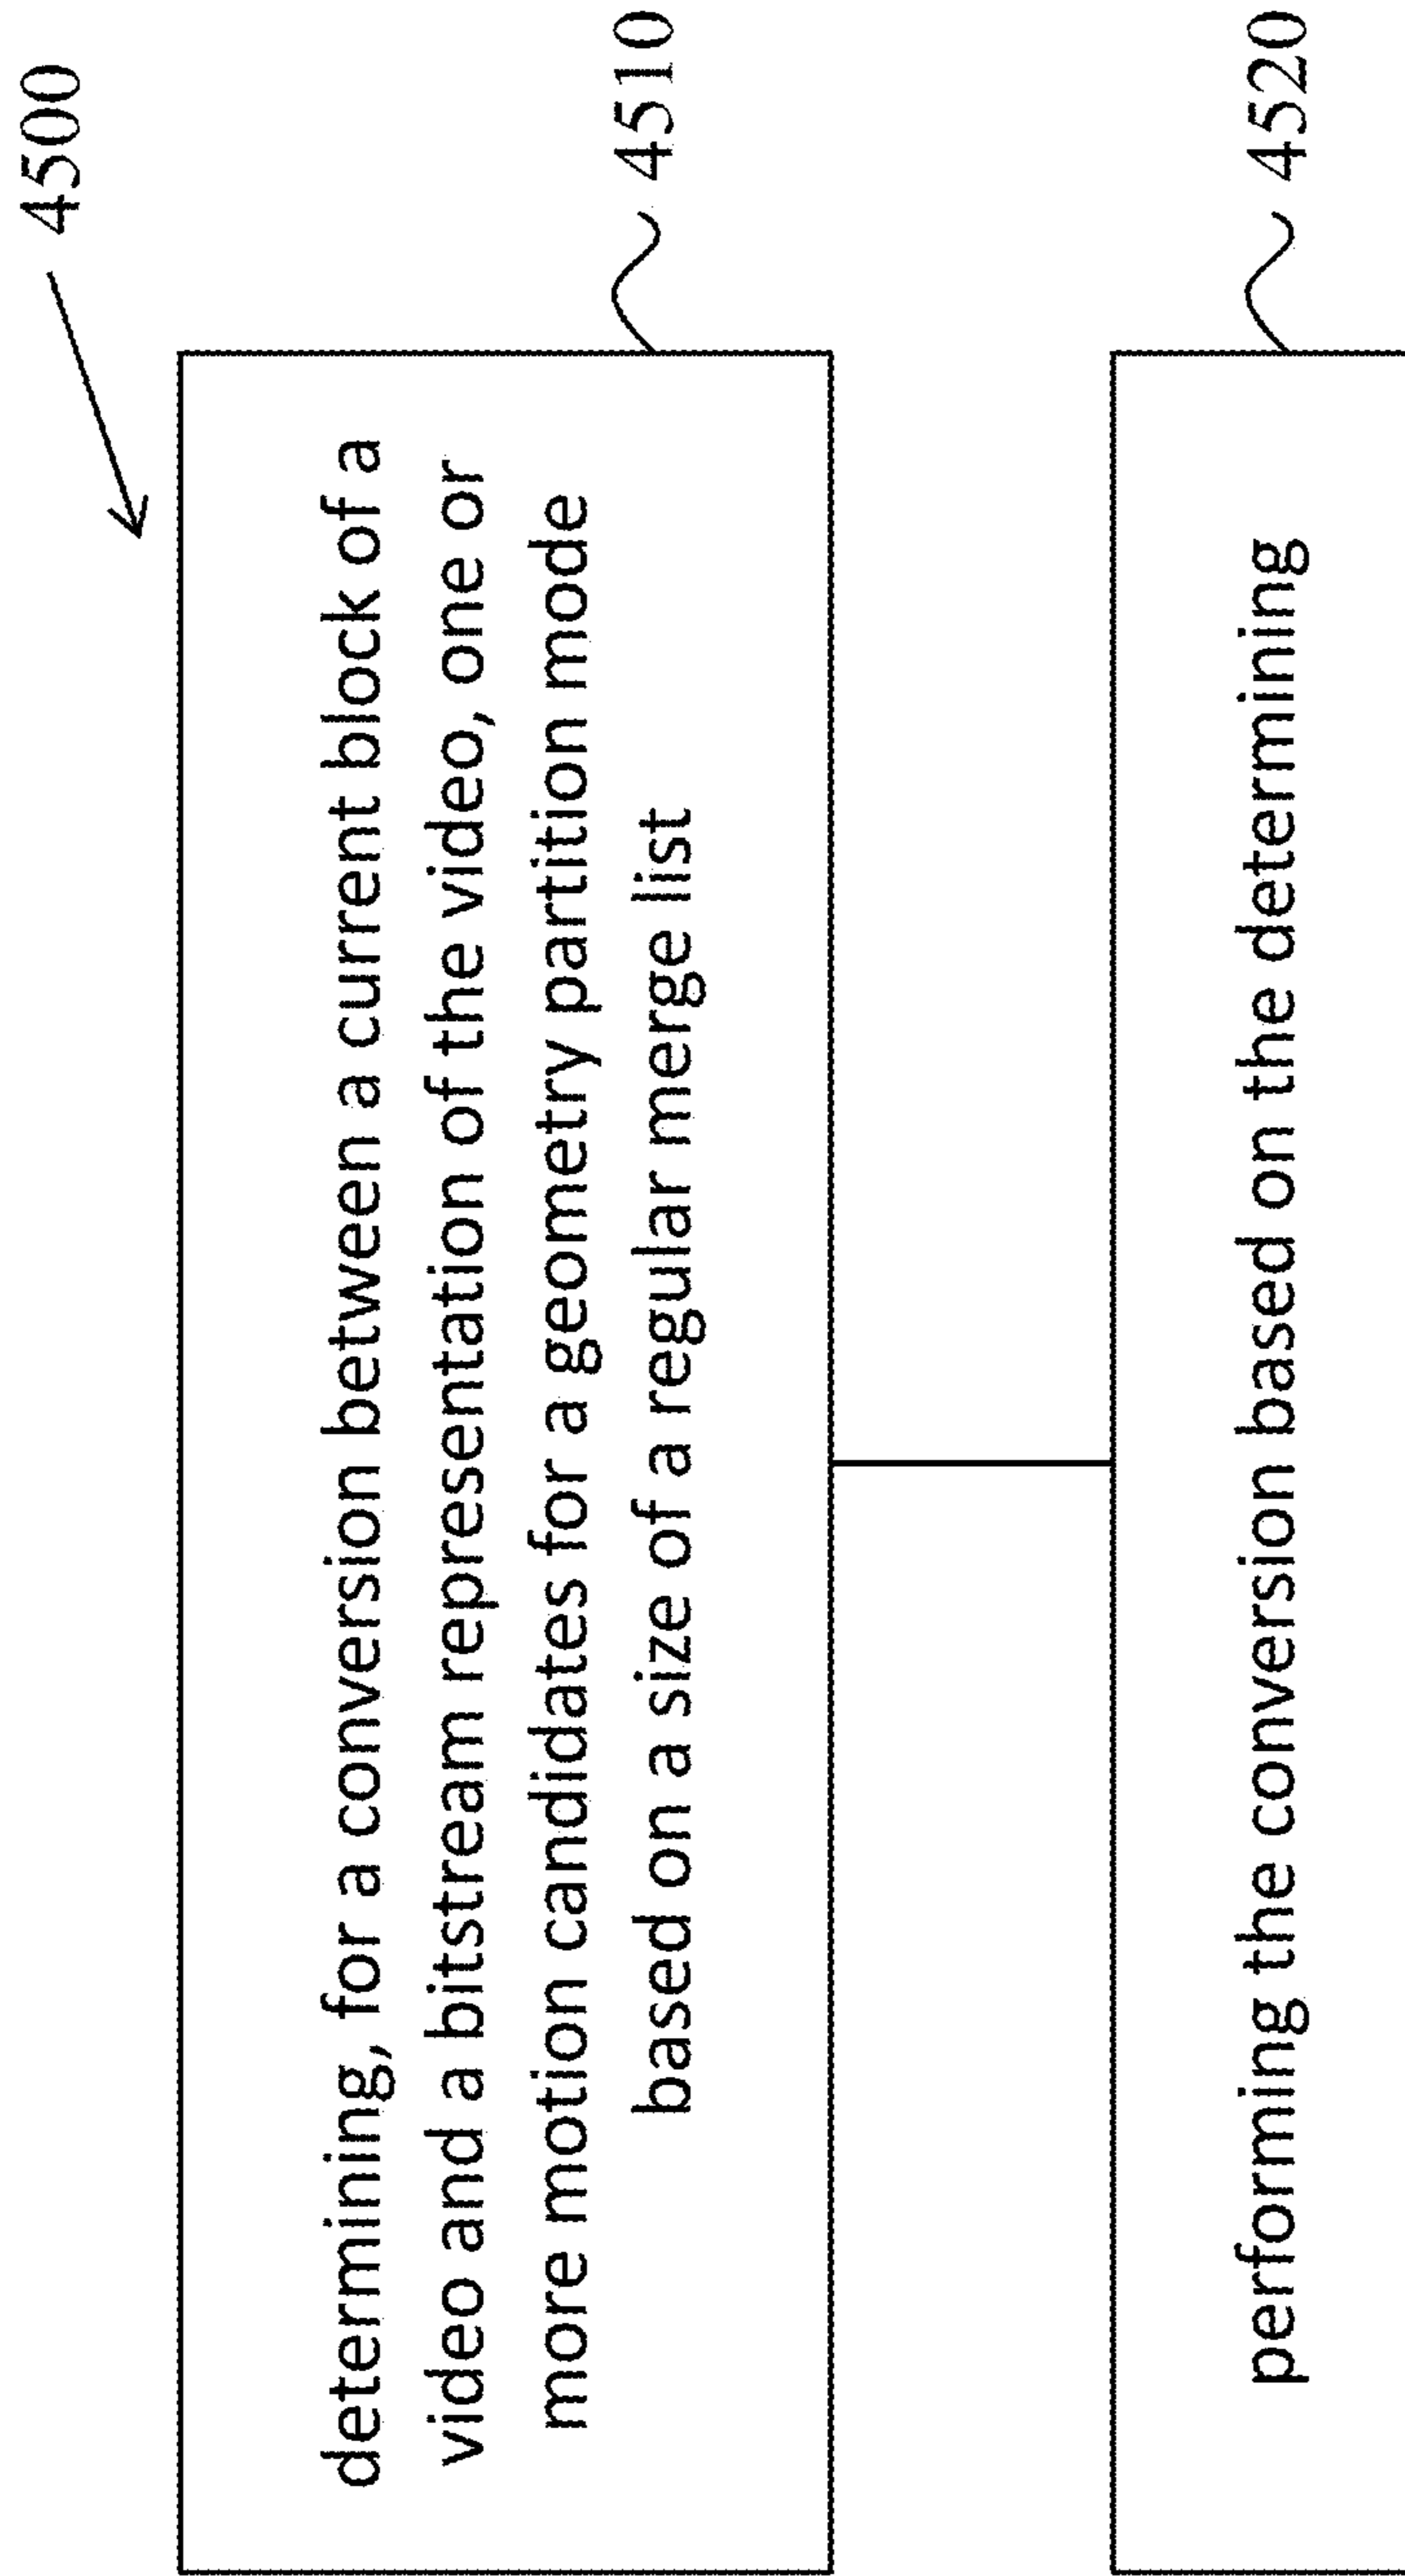 4500
determining, for a conversion between a current block of a
video and a bitstream representation of the video, one or
more motion candidates for a geometry partition mode
based on a size of a regular merge list
4510
performing the conversion based on the determining
4520